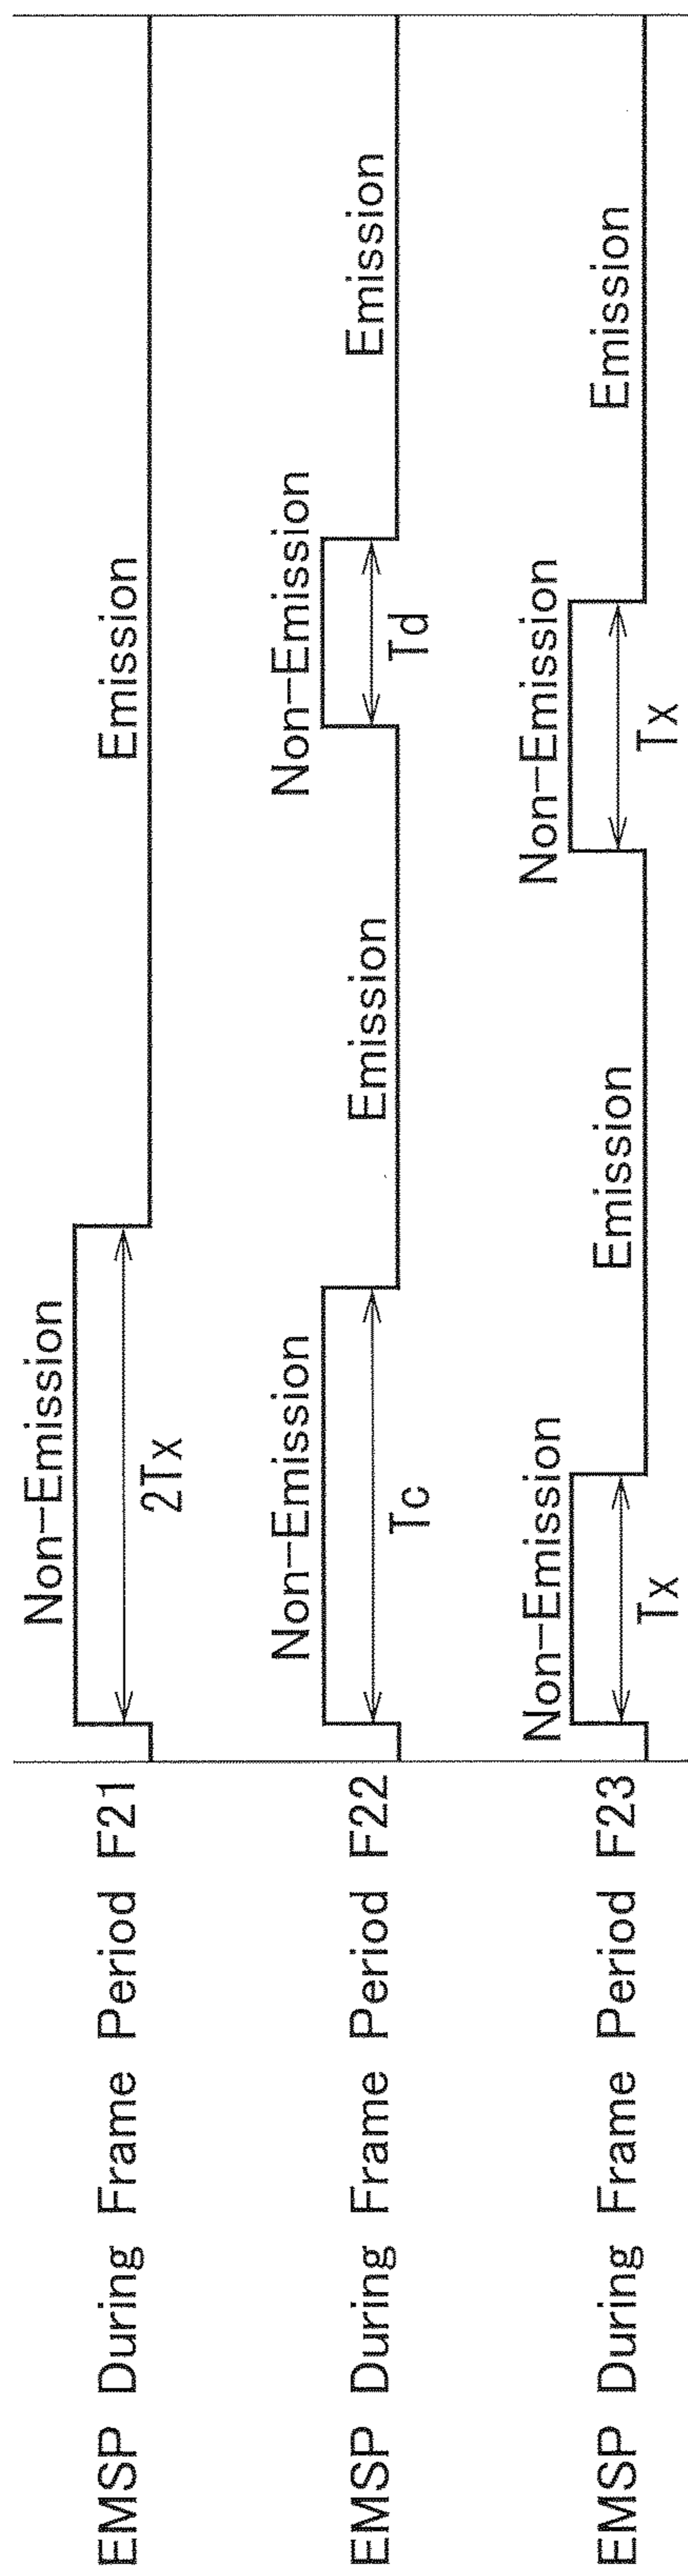 Non-Emission
Emission
2Tx
EMSP During Frame Period F21
Non-Emission
Emission
Non-Emission
Emission
Tc
Td
EMSP During Frame Period F22
Non-Emission
Emission
Non-Emission
Emission
Tx
Tx
EMSP During Frame Period F23